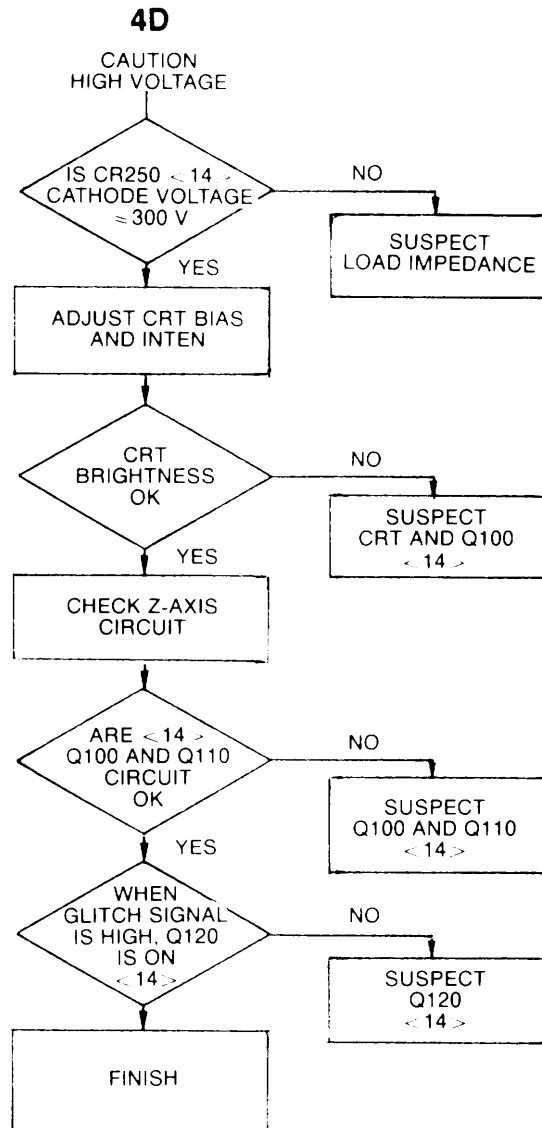 4D
CAUTION
HIGH VOLTAGE
IS CR250 <14>
CATHODE VOLTAGE
≈300 V
NO
SUSPECT
LOAD IMPEDANCE
YES
ADJUST CRT BIAS
AND INTEN
CRT
BRIGHTNESS
OK
NO
SUSPECT
CRT AND Q100
<14>
YES
CHECK Z-AXIS
CIRCUIT
ARE <14>
Q100 AND Q110
CIRCUIT
OK
NO
SUSPECT
Q100 AND Q110
<14>
YES
WHEN
GLITCH SIGNAL
IS HIGH, Q120
IS ON
<14>
NO
SUSPECT
Q120
<14>
FINISH